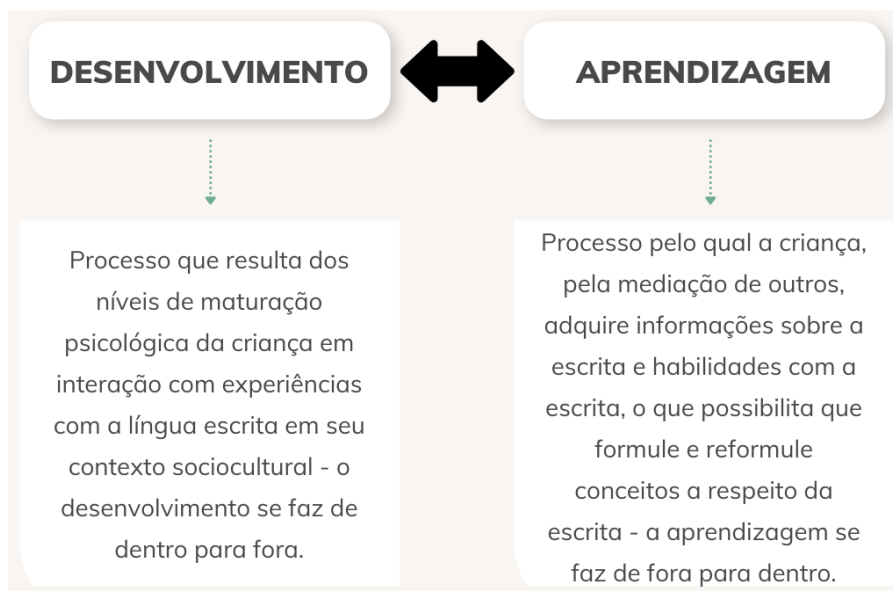 DESENVOLVIMENTO
APRENDIZAGEM
Processo que resulta dos
níveis de maturação
psicológica da criança em
interação com experiências
com a língua escrita em seu
contexto sociocultural - o
desenvolvimento se faz de
dentro para fora.
Processo pelo qual a criança,
pela mediação de outros,
adquire informações sobre a
escrita e habilidades com a
escrita, o que possibilita que
formule e reformule
conceitos a respeito da
escrita - a aprendizagem se
faz de fora para dentro.